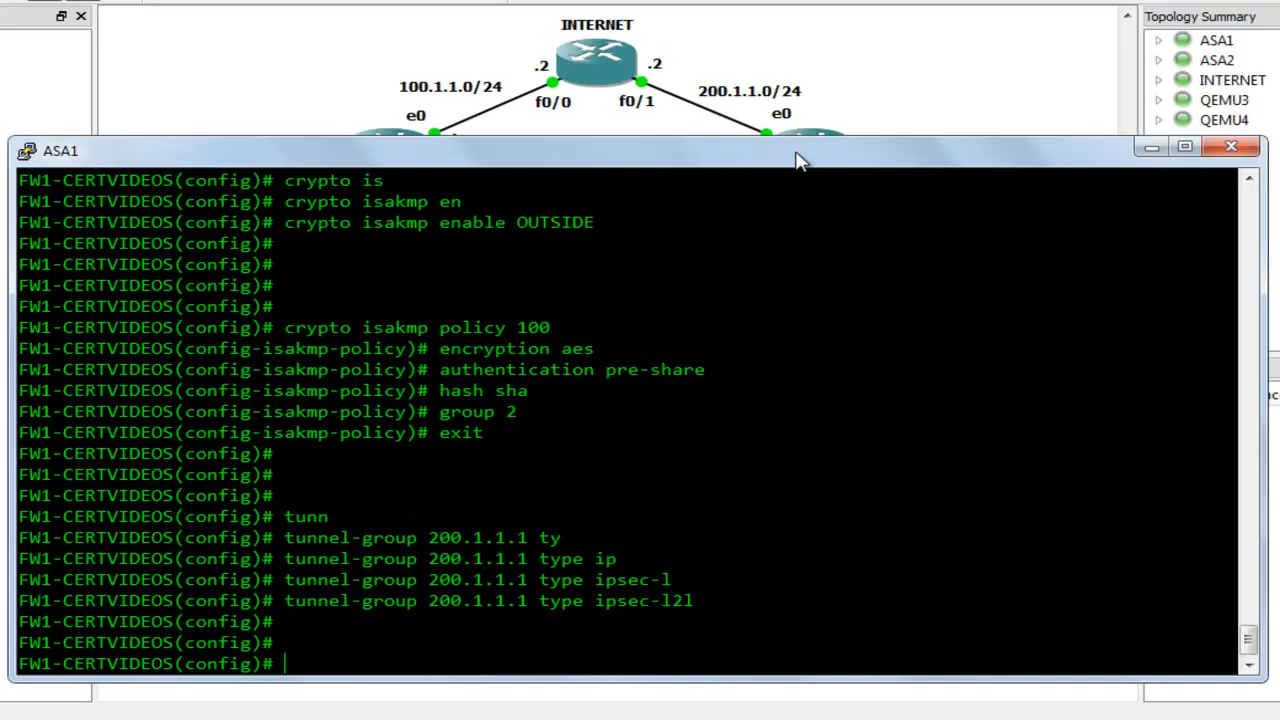 INTERNET
Topology Summary
ASA1
ASA2
INTERNET
QEMU3
QEMU4
.2
.2
100.1.1.0/24
200.1.1.0/24
f0/0
f0/1
e0
e0
ASA1
FW1-CERTVIDEOS(config)# crypto is
FW1-CERTVIDEOS(config)# crypto isakmp en
FW1-CERTVIDEOS(config)# crypto isakmp enable OUTSIDE
FW1-CERTVIDEOS(config)#
FW1-CERTVIDEOS(config)#
FW1-CERTVIDEOS(config)#
FW1-CERTVIDEOS(config)#
FW1-CERTVIDEOS(config)# crypto isakmp policy 100
FW1-CERTVIDEOS(config-isakmp-policy)# encryption aes
FW1-CERTVIDEOS(config-isakmp-policy)# authentication pre-share
FW1-CERTVIDEOS(config-isakmp-policy)# hash sha
FW1-CERTVIDEOS(config-isakmp-policy)# group 2
FW1-CERTVIDEOS(config-isakmp-policy)# exit
FW1-CERTVIDEOS(config)#
FW1-CERTVIDEOS(config)#
FW1-CERTVIDEOS(config)#
FW1-CERTVIDEOS(config)# tunn
FW1-CERTVIDEOS(config)# tunnel-group 200.1.1.1 ty
FW1-CERTVIDEOS(config)# tunnel-group 200.1.1.1 type ip
FW1-CERTVIDEOS(config)# tunnel-group 200.1.1.1 type ipsec-l
FW1-CERTVIDEOS(config)# tunnel-group 200.1.1.1 type ipsec-l2l
FW1-CERTVIDEOS(config)#
FW1-CERTVIDEOS(config)#
FW1-CERTVIDEOS(config)#